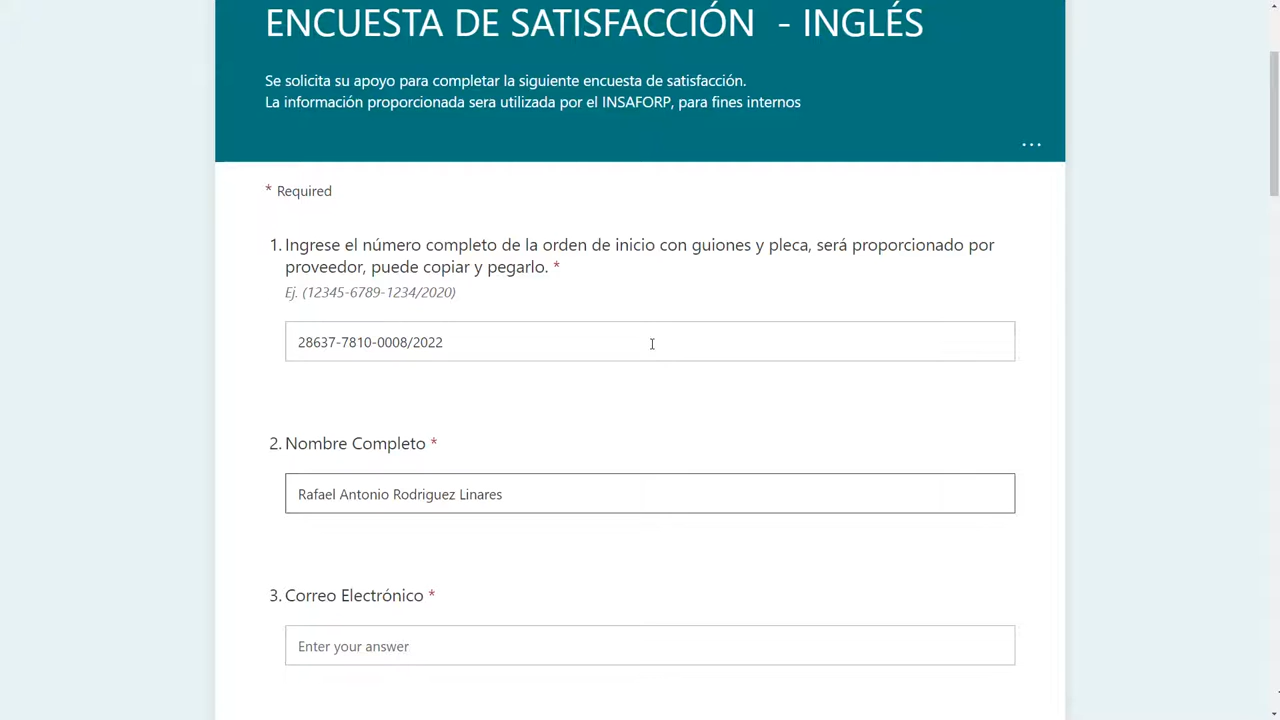 ENCUESTA DE SATISFACCIÓN - INGLÉS
Se solicita su apoyo para completar la siguiente encuesta de satisfacción.
La información proporcionada sera utilizada por el INSAFORP, para fines internos
...
* Required
1. Ingrese el número completo de la orden de inicio con guiones y pleca, será proporcionado por
proveedor, puede copiar y pegarlo. *
Ej. (12345-6789-1234/2020)
28637-7810-0008/2022
2. Nombre Completo *
Rafael Antonio Rodriguez Linares
3. Correo Electrónico *
Enter your answer